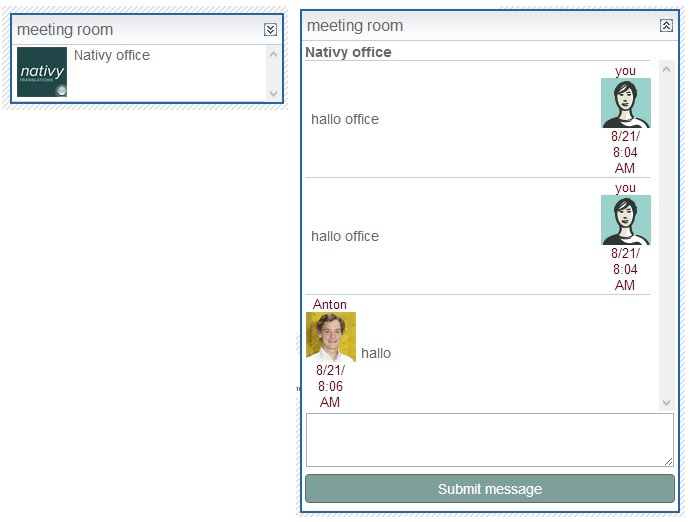 meeting room
nativy
TRANSLATIONS
Nativy office
meeting room
Nativy office
you
hallo office
8/21/
8:04
AM
you
hallo office
8/21/
8:04
AM
Anton
hallo
8/21/
8:06
AM
Submit message